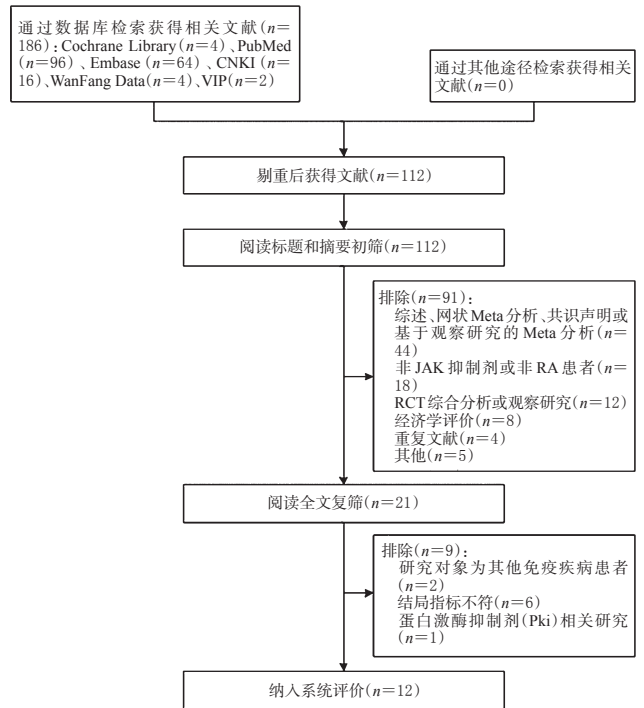 通过数据库检索获得相关文献(n=
186):Cochrane Library(n=4)、PubMed
(n=96)、Embase(n=64)、CNKI(n=
16)、WanFang Data(n=4)、VIP(n=2)
通过其他途径检索获得相关
文献(n=0)
剔重后获得文献(n=112)
阅读标题和摘要初筛(n=112)
排除(n=91):
综述、网状Meta分析、共识声明或
基于观察研究的Meta分析(n=
44)
非JAK抑制剂或非RA患者(n=
18)
RCT综合分析或观察研究(n=12)
经济学评价(n=8)
重复文献(n=4)
其他(n=5)
阅读全文复筛(n=21)
排除(n=9):
研究对象为其他免疫疾病患者
(n=2)
结局指标不符(n=6)
蛋白激酶抑制剂(Pki)相关研究
(n=1)
纳入系统评价(n=12)